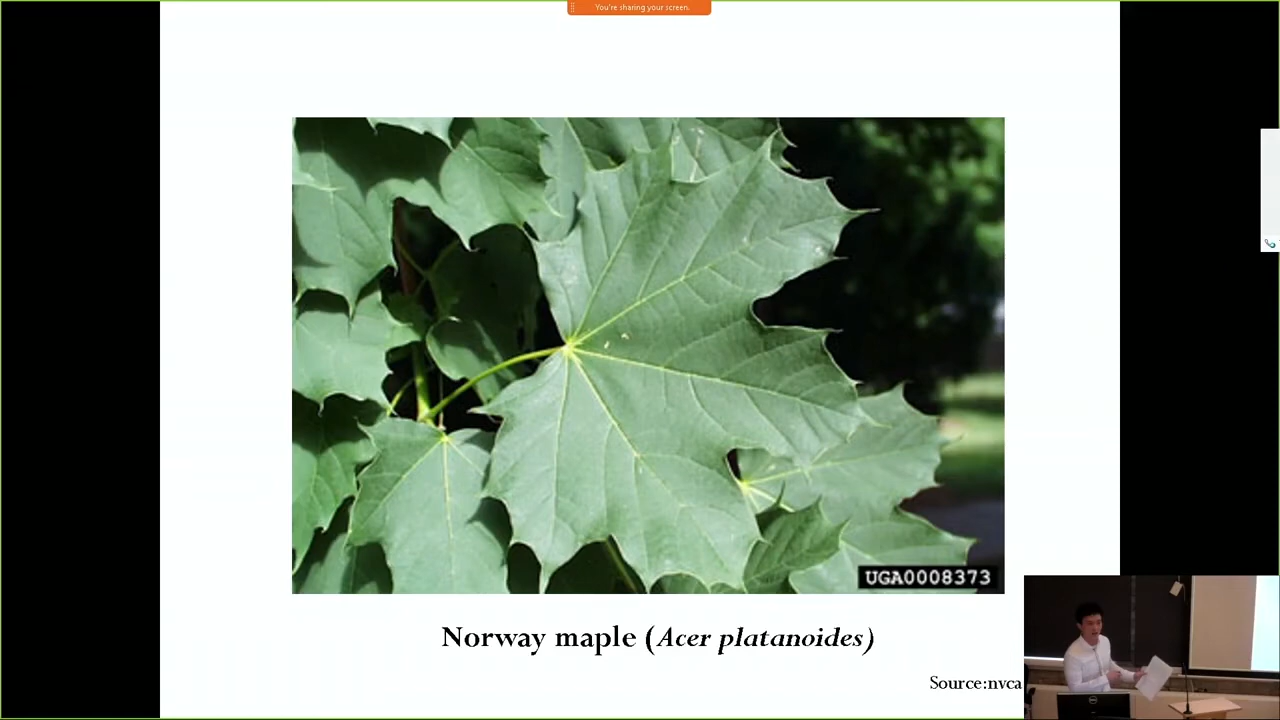 You're sharing your screen.
UGA0008373
Norway maple (Acer platanoides)
Source:nvca